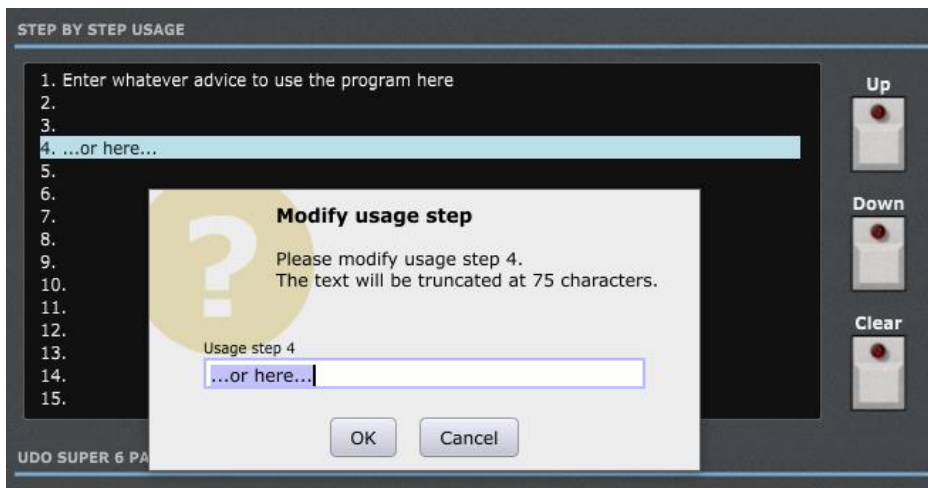 STEP BY STEP USAGE
1. Enter whatever advice to use the program here
2.
3.
4. ...or here...
5.
6.
7.
8.
9.
10.
11.
12.
13.
14.
15.
Up
Down
Clear
?
Modify usage step
Please modify usage step 4.
The text will be truncated at 75 characters.
Usage step 4
...or here...
OK Cancel
UDO SUPER 6 PA